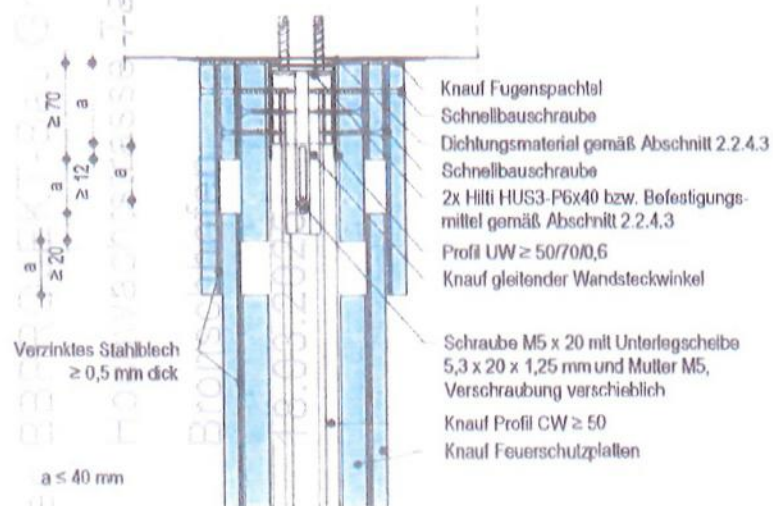 Knauf Fugenspachtel
Schnellbauschraube
Dichtungsmaterial gemäß Abschnitt 2.2.4.3
Schnellbauschraube
2x Hilti HUS3-P6x40 bzw. Befestigungs-
mittel gemäß Abschnitt 2.2.4.3
Profil UW ≥ 50/70/0,6
Knauf gleitender Wandsteckwinkel
Schraube M5 x 20 mit Unterlegscheibe
5,3 x 20 x 1,25 mm und Mutter M5,
Verschraubung verschieblich
Knauf Profil CW ≥ 50
Knauf Feuerschutzplatten
≥ 70
a
a
≥ 12
a
a
≥ 20
Verzinktes Stahlblech
≥ 0,5 mm dick
a ≤ 40 mm